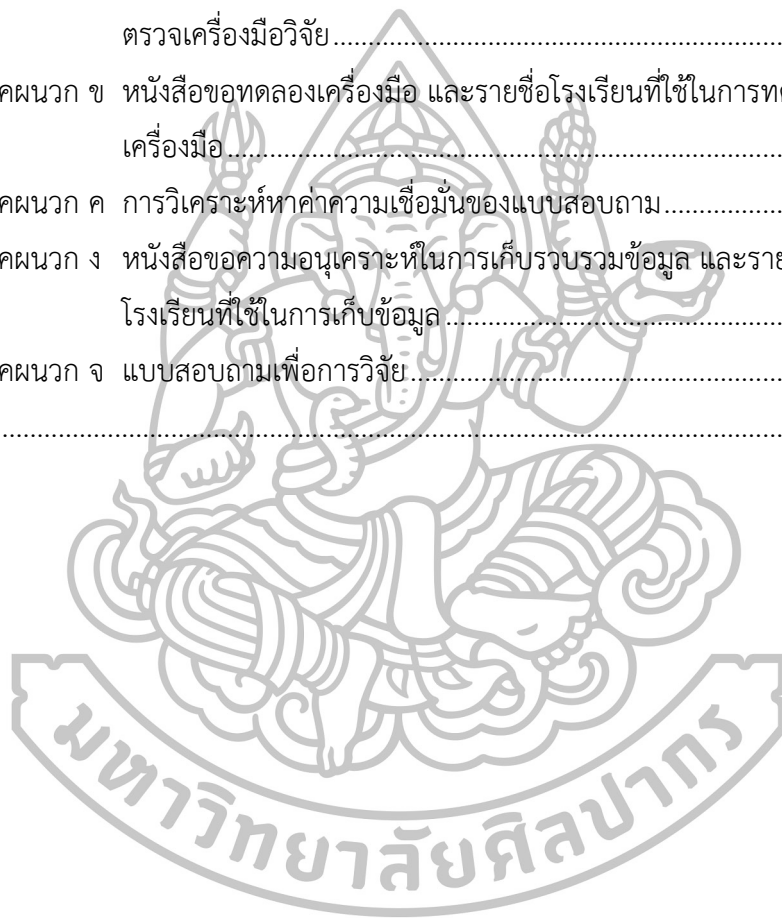 ตรวจเครื่องมือวิจัย
คผนวก ข หนังสือขอทดลองเครื่องมือ และรายชื่อโรงเรียนที่ใช้ในการท
เครื่องมือ
คผนวก ค การวิเคราะห์หาค่าความเชื่อมั่นของแบบสอบถาม
คผนวก ง หนังสือขอความอนุเคราะห์ในการเก็บรวบรวมข้อมูล และราย
โรงเรียนที่ใช้ในการเก็บข้อมูล
คผนวก จ แบบสอบถามเพื่อการวิจัย
มหาวิทยาลัยศิลปากร